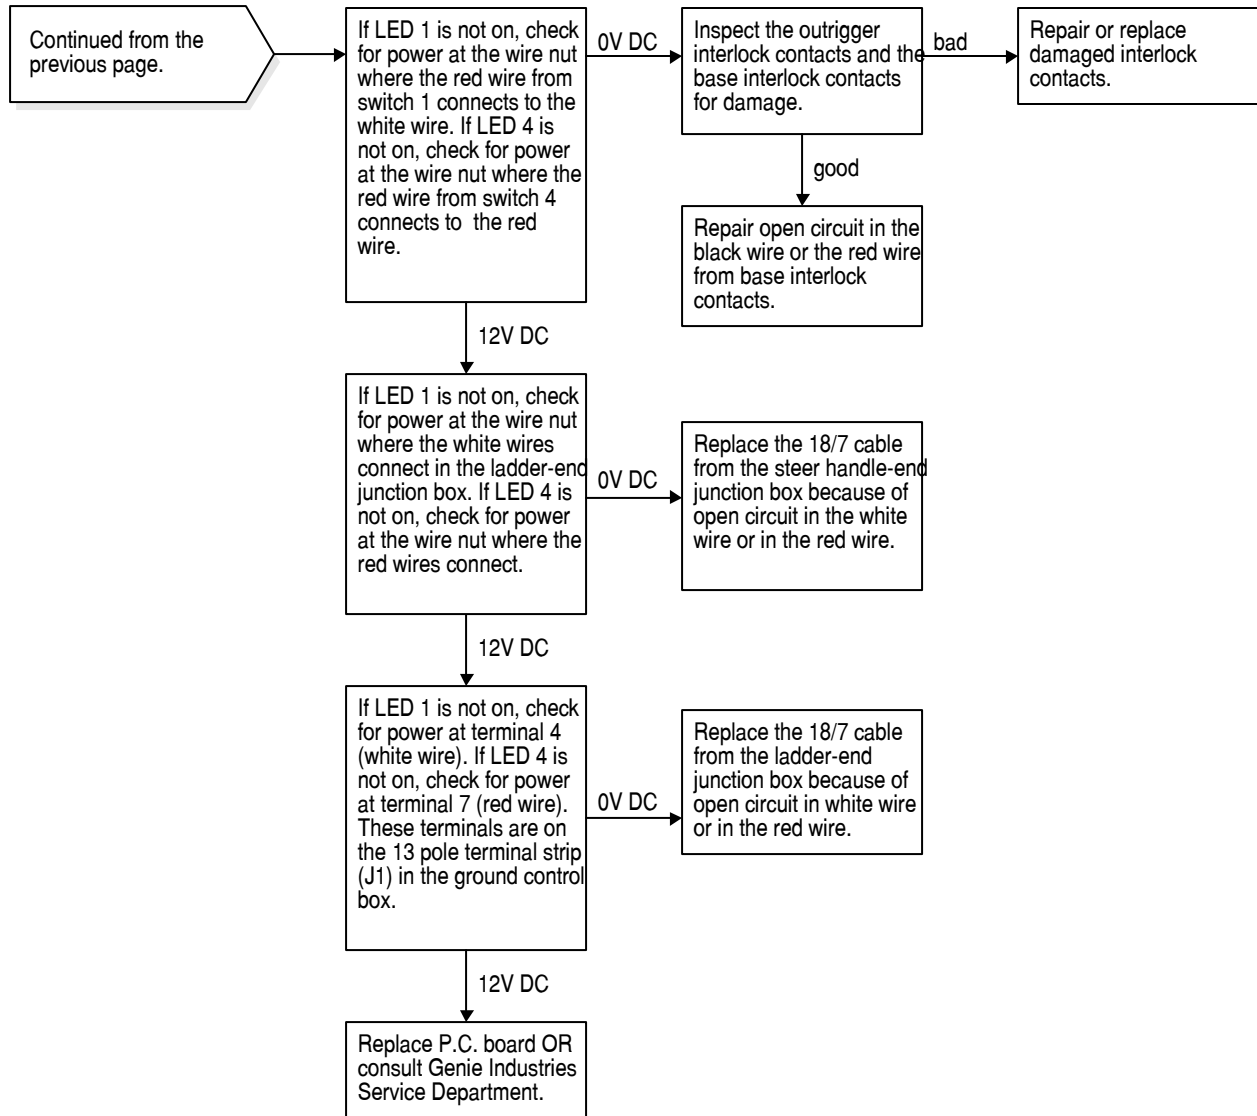 Continued from the
previous page.
If LED 1 is not on, check
for power at the wire nut
where the red wire from
switch 1 connects to the
white wire. If LED 4 is
not on, check for power
at the wire nut where the
red wire from switch 4
connects to  the red
wire.
0V DC
Inspect the outrigger
interlock contacts and the
base interlock contacts
for damage.
bad
Repair or replace
damaged interlock
contacts.
good
Repair open circuit in the
black wire or the red wire
from base interlock
contacts.
12V DC
If LED 1 is not on, check
for power at the wire nut
where the white wires
connect in the ladder-end
junction box. If LED 4 is
not on, check for power
at the wire nut where the
red wires connect.
0V DC
Replace the 18/7 cable
from the steer handle-end
junction box because of
open circuit in the white
wire or in the red wire.
12V DC
If LED 1 is not on, check
for power at terminal 4
(white wire). If LED 4 is
not on, check for power
at terminal 7 (red wire).
These terminals are on
the 13 pole terminal strip
(J1) in the ground control
box.
0V DC
Replace the 18/7 cable
from the ladder-end
junction box because of
open circuit in white wire
or in the red wire.
12V DC
Replace P.C. board OR
consult Genie Industries
Service Department.